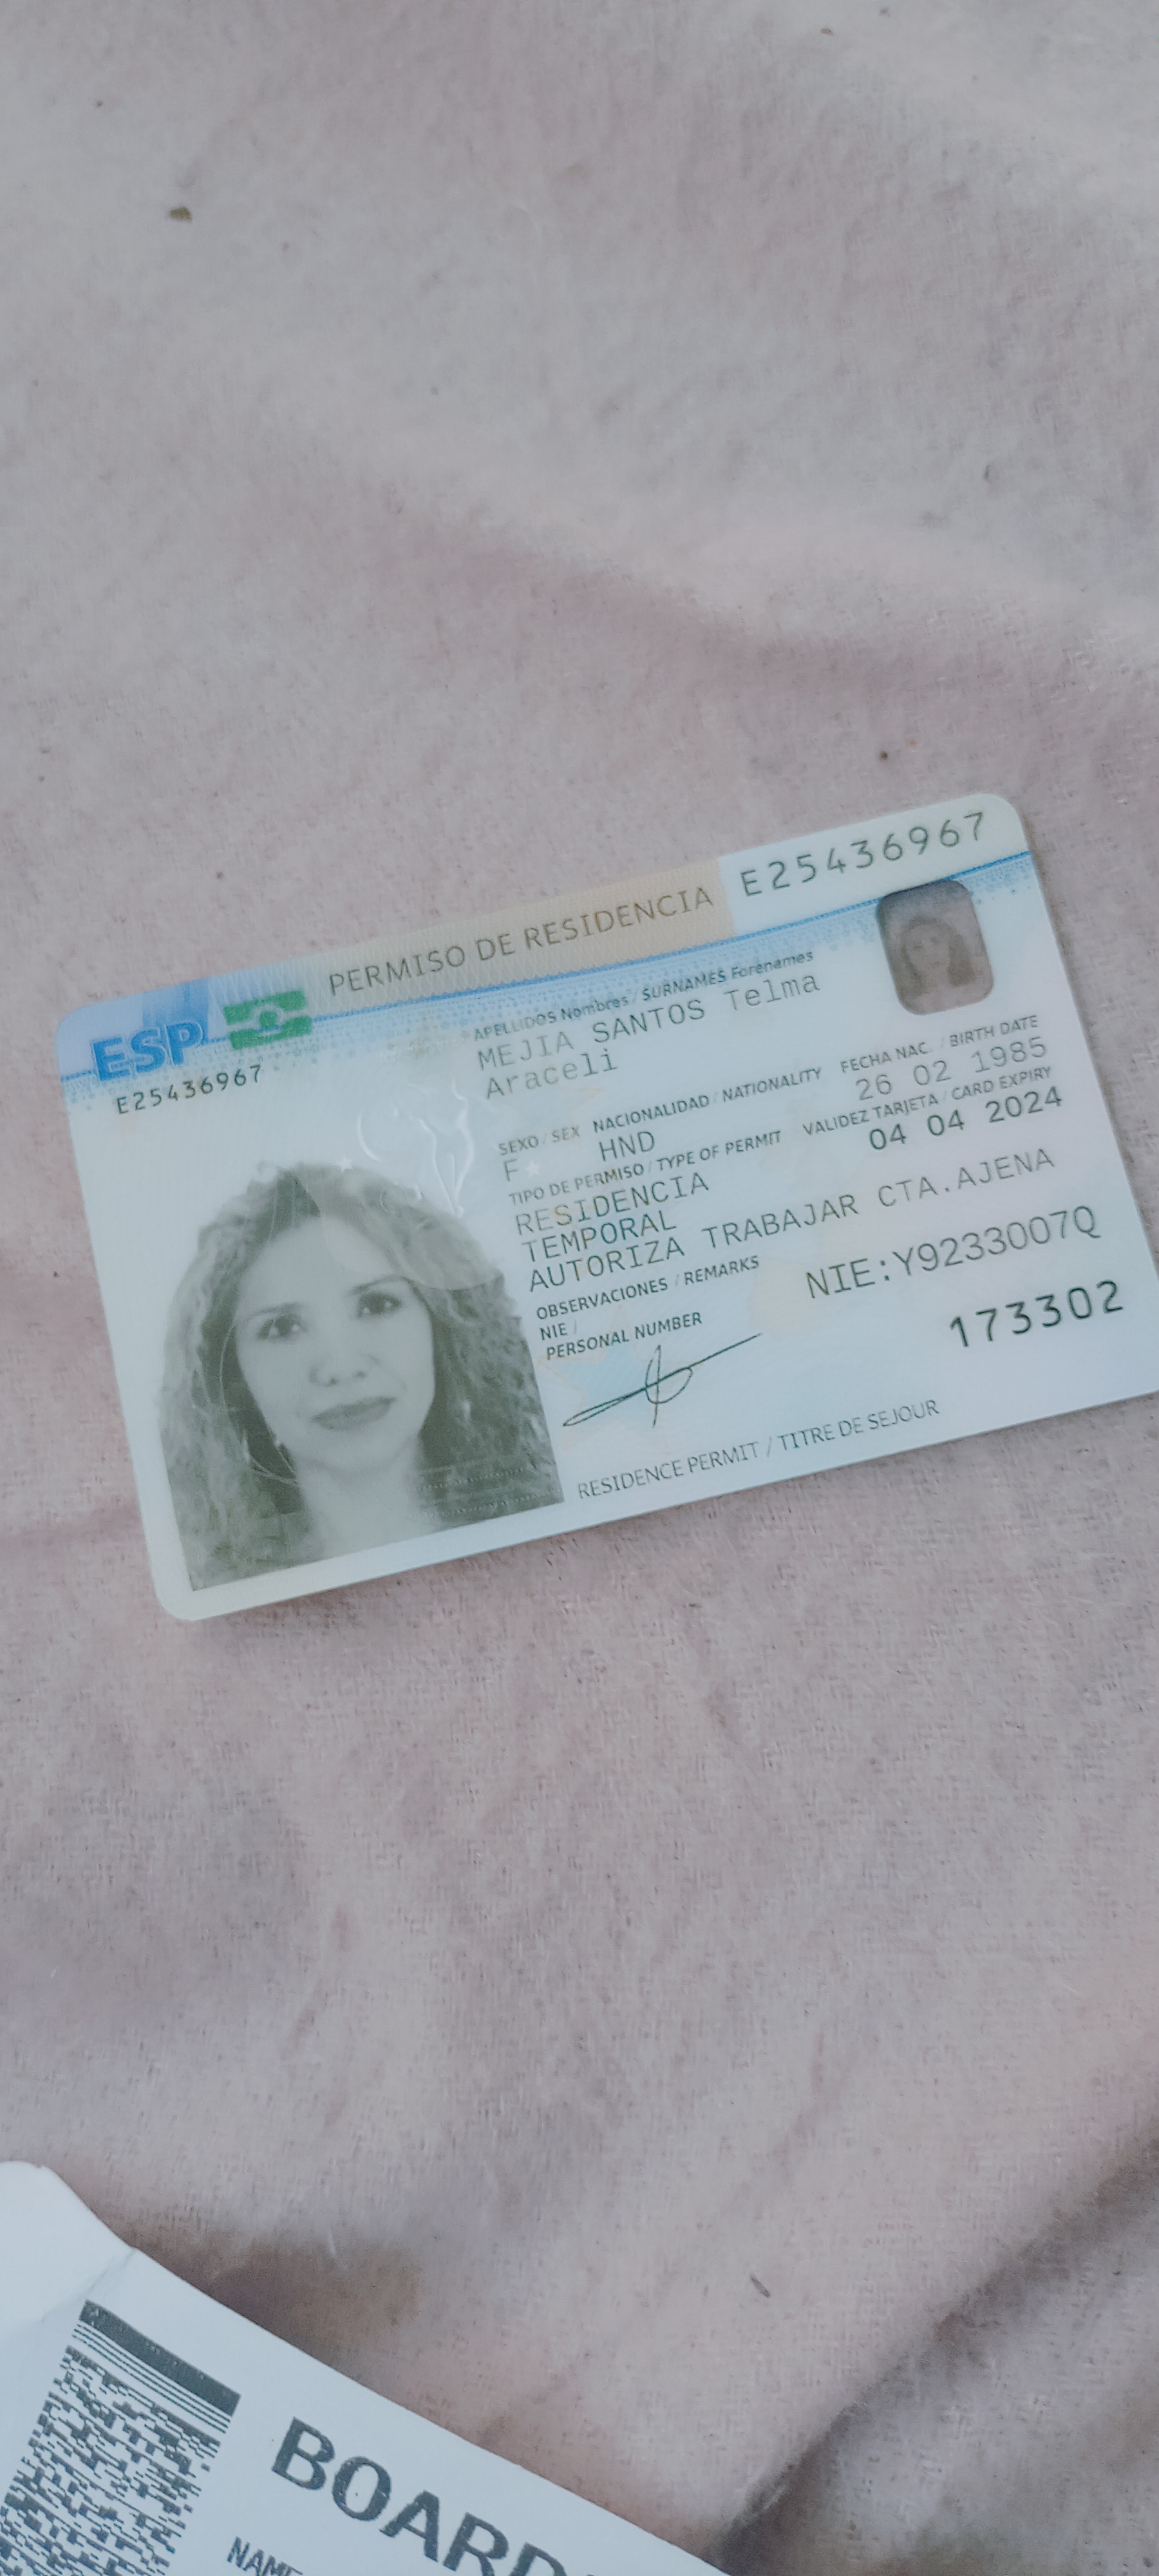 PERMISO DE RESIDENCIA E25436967
ESP
E25436967
APELLIDOS Nombres / SURNAMES Forenames
MEJIA SANTOS Telma
Araceli
SEXO / SEX NACIONALIDAD / NATIONALITY FECHA NAC. / BIRTH DATE
F HND 26 02 1985
TIPO DE PERMISO / TYPE OF PERMIT VALIDEZ TARJETA / CARD EXPIRY
RESIDENCIA 04 04 2024
TEMPORAL
AUTORIZA TRABAJAR CTA.AJENA
OBSERVACIONES / REMARKS
NIE / NIE:Y9233007Q
PERSONAL NUMBER 173302
RESIDENCE PERMIT / TITRE DE SEJOUR
BOARD
NAME